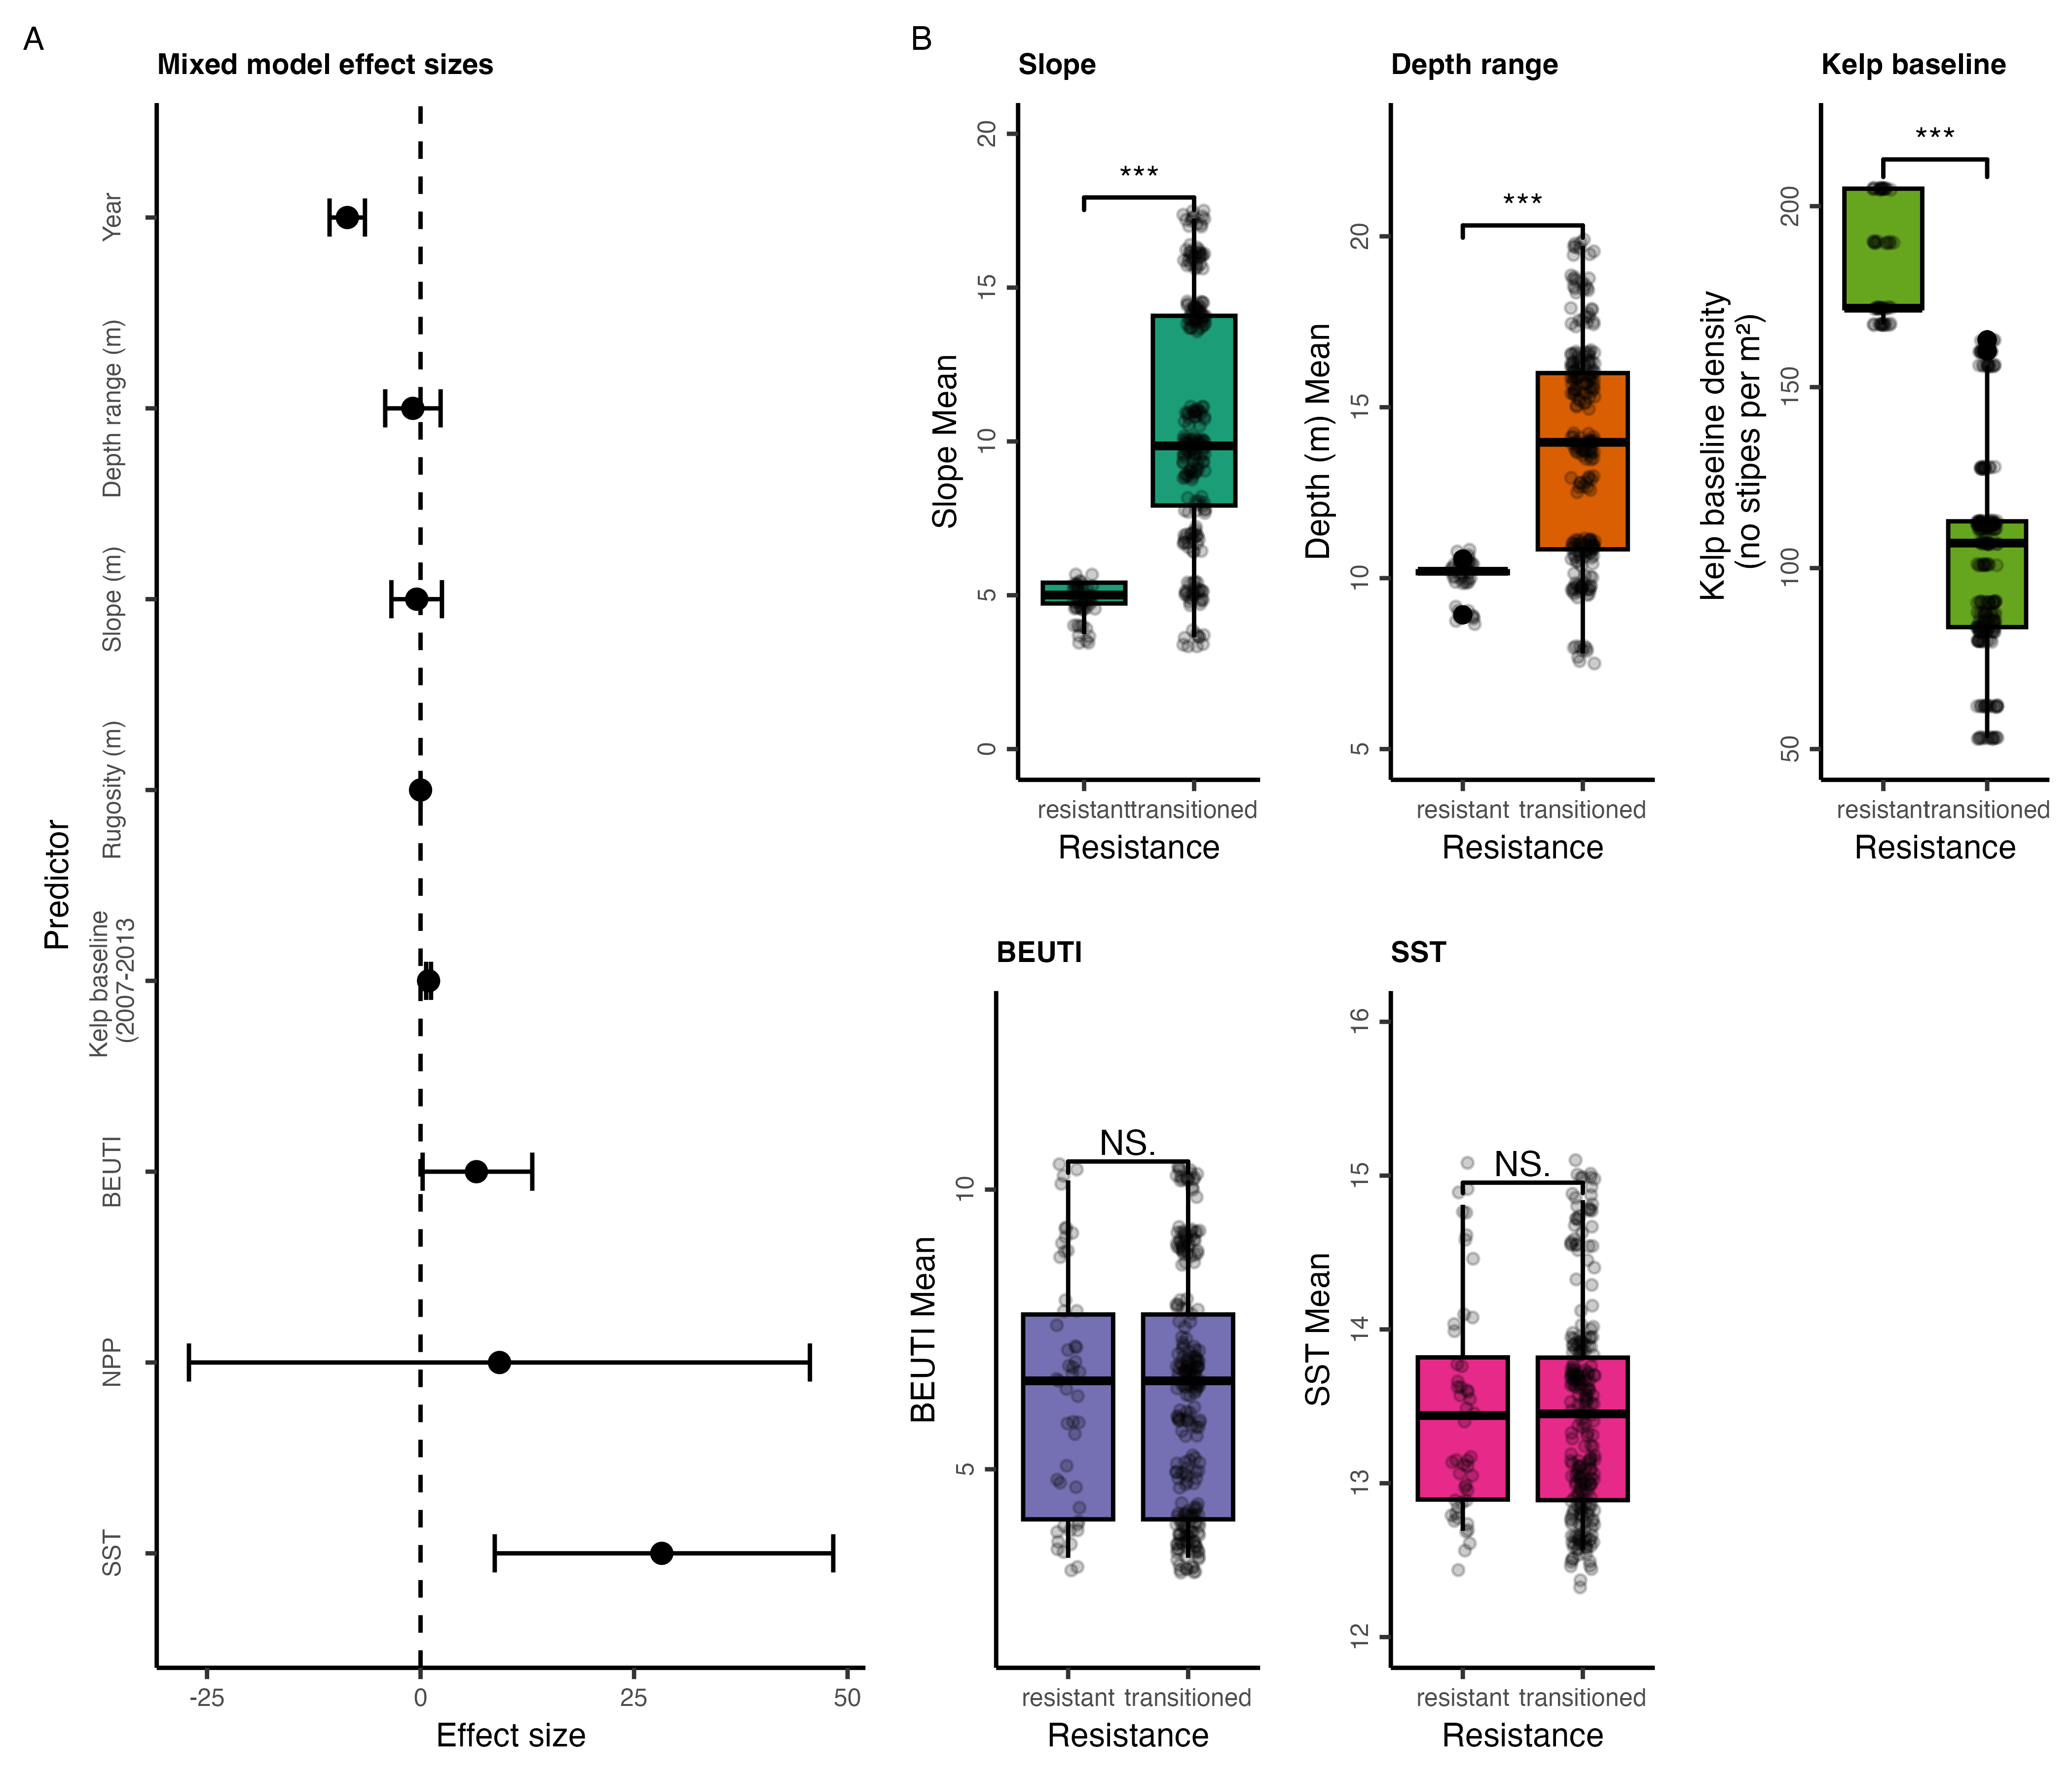 A
Mixed model effect sizes
Predictor
Year
Depth range (m)
Slope (m)
Rugosity (m)
Kelp baseline
(2007-2013
BEUTI
NPP
SST
-25
0
25
50
Effect size
B
Slope
Slope Mean
20
15
10
5
0
***
resistant
transitioned
Resistance
Depth range
Depth (m) Mean
20
15
10
5
***
resistant
transitioned
Resistance
Kelp baseline
Kelp baseline density
(no stipes per m²)
200
150
100
50
***
resistant
transitioned
Resistance
BEUTI
BEUTI Mean
10
5
NS.
resistant
transitioned
Resistance
SST
SST Mean
16
15
14
13
12
NS.
resistant
transitioned
Resistance